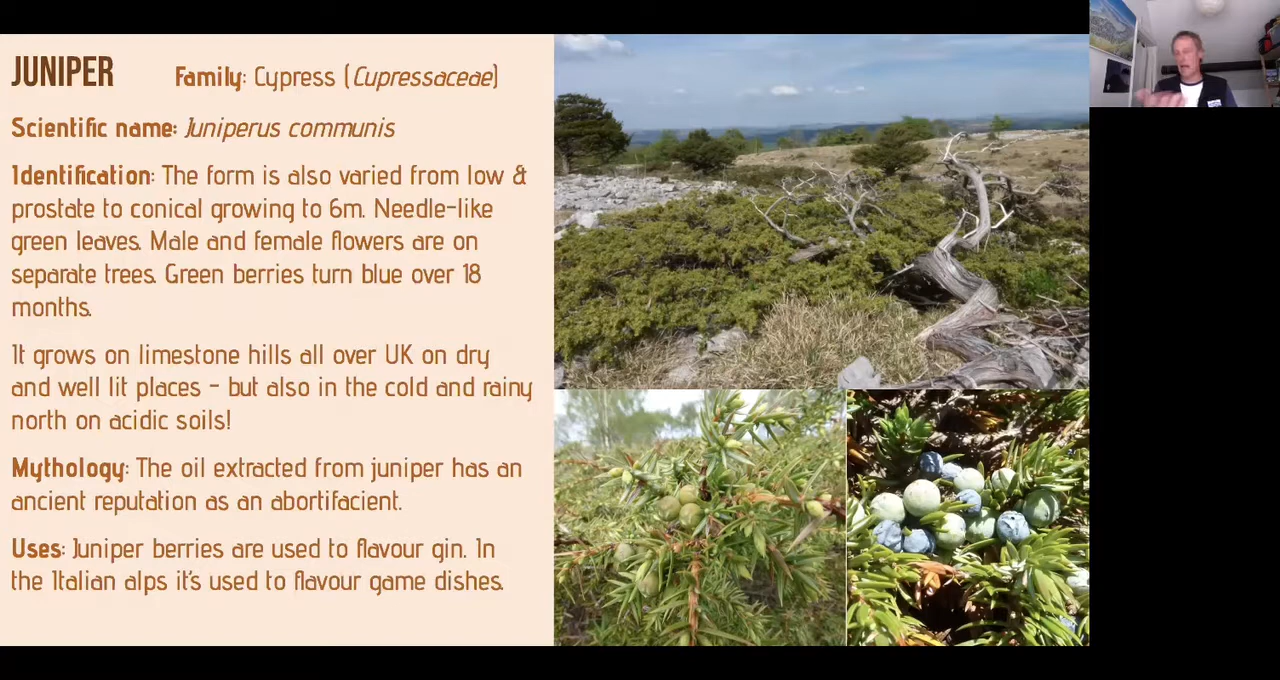 JUNIPER Family: Cypress (Cupressaceae)
Scientific name: Juniperus communis
Identification: The form is also varied from low &
prostate to conical growing to 6m. Needle-like
green leaves. Male and female flowers are on
separate trees. Green berries turn blue over 18
months.
It grows on limestone hills all over UK on dry
and well lit places - but also in the cold and rainy
north on acidic soils!
Mythology: The oil extracted from juniper has an
ancient reputation as an abortifacient.
Uses: Juniper berries are used to flavour gin. In
the Italian alps it's used to flavour game dishes.